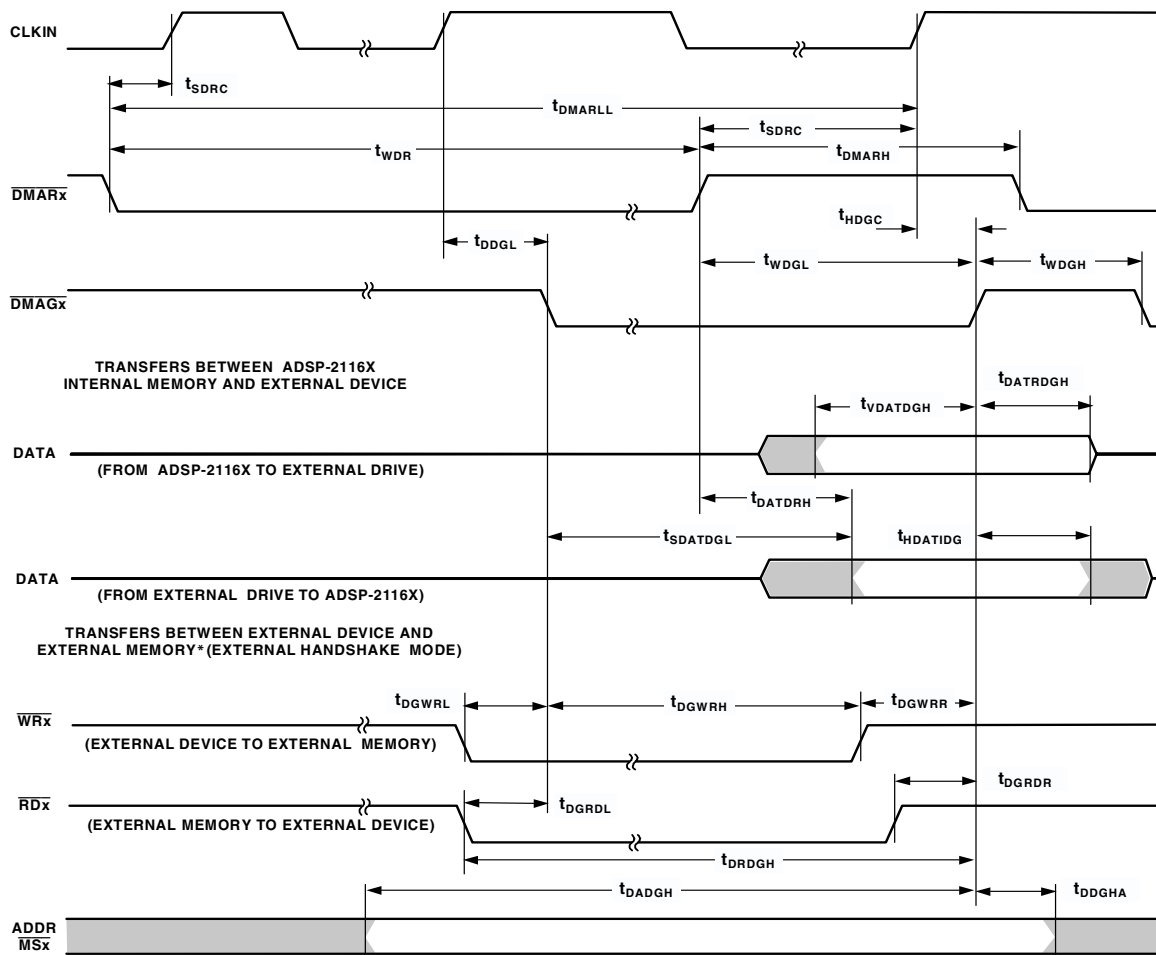 CLKIN
tSDRC
tDMARLL
tSDRC
tWDR
tDMARH
DMARx
tHDGC
tDDGL
tWDGL
tWDGH
DMAGx
TRANSFERS BETWEEN ADSP-2116X
INTERNAL MEMORY AND EXTERNAL DEVICE
tDATRDGH
tVDATDGH
DATA
(FROM ADSP-2116X TO EXTERNAL DRIVE)
tDATDRH
tSDATDGL
tHDATIDG
DATA
(FROM EXTERNAL DRIVE TO ADSP-2116X)
TRANSFERS BETWEEN EXTERNAL DEVICE AND
EXTERNAL MEMORY* (EXTERNAL HANDSHAKE MODE)
tDGWRL
tDGWRH
tDGWRR
WRx
(EXTERNAL DEVICE TO EXTERNAL MEMORY)
tDGRDR
RDx
tDGRDL
(EXTERNAL MEMORY TO EXTERNAL DEVICE)
tDRDGH
tDADGH
tDDGHA
ADDR
MSx